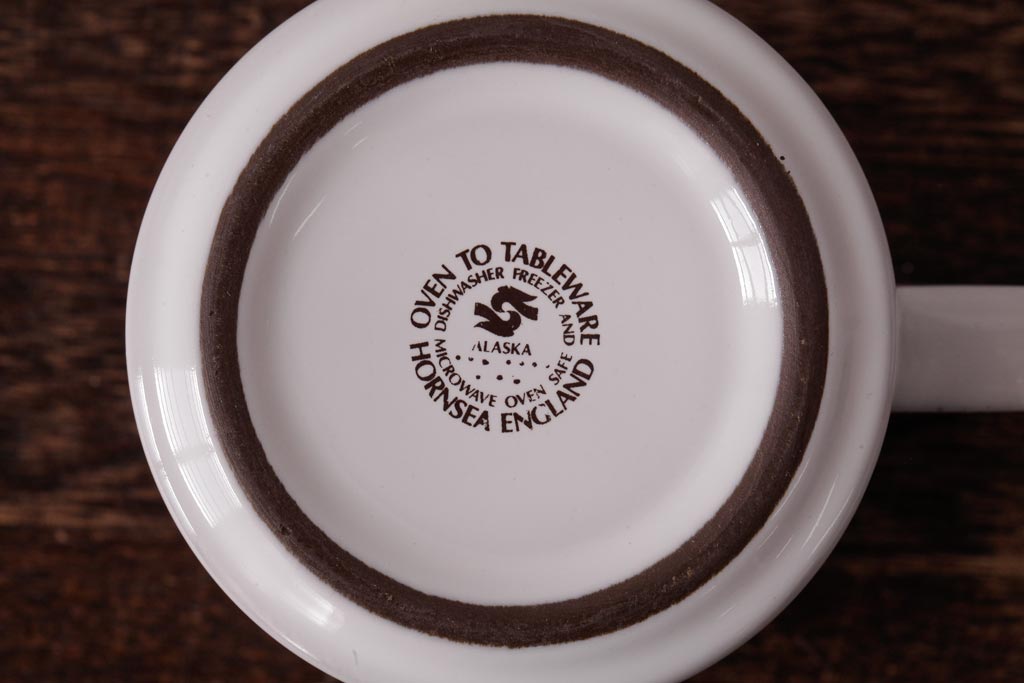 OVEN TO TABLEWARE
DISHWASHER FREEZER AND
ALASKA
MICROWAVE OVEN SAFE
HORNSEA ENGLAND